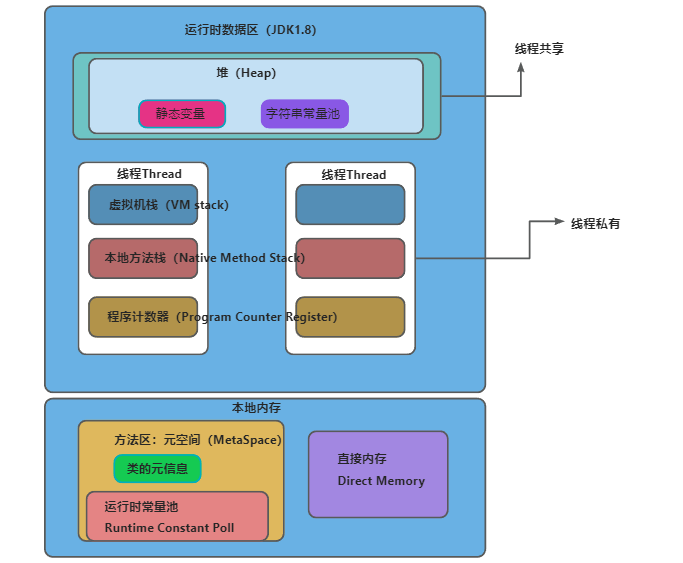 运行时数据区（JDK1.8）
线程共享
堆（Heap）
静态变量
字符串常量池
线程Thread
线程Thread
虚拟机栈（VM stack）
线程私有
本地方法栈（Native Method Stack）
程序计数器（Program Counter Register）
本地内存
方法区：元空间（MetaSpace）
类的元信息
直接内存
Direct Memory
运行时常量池
Runtime Constant Poll